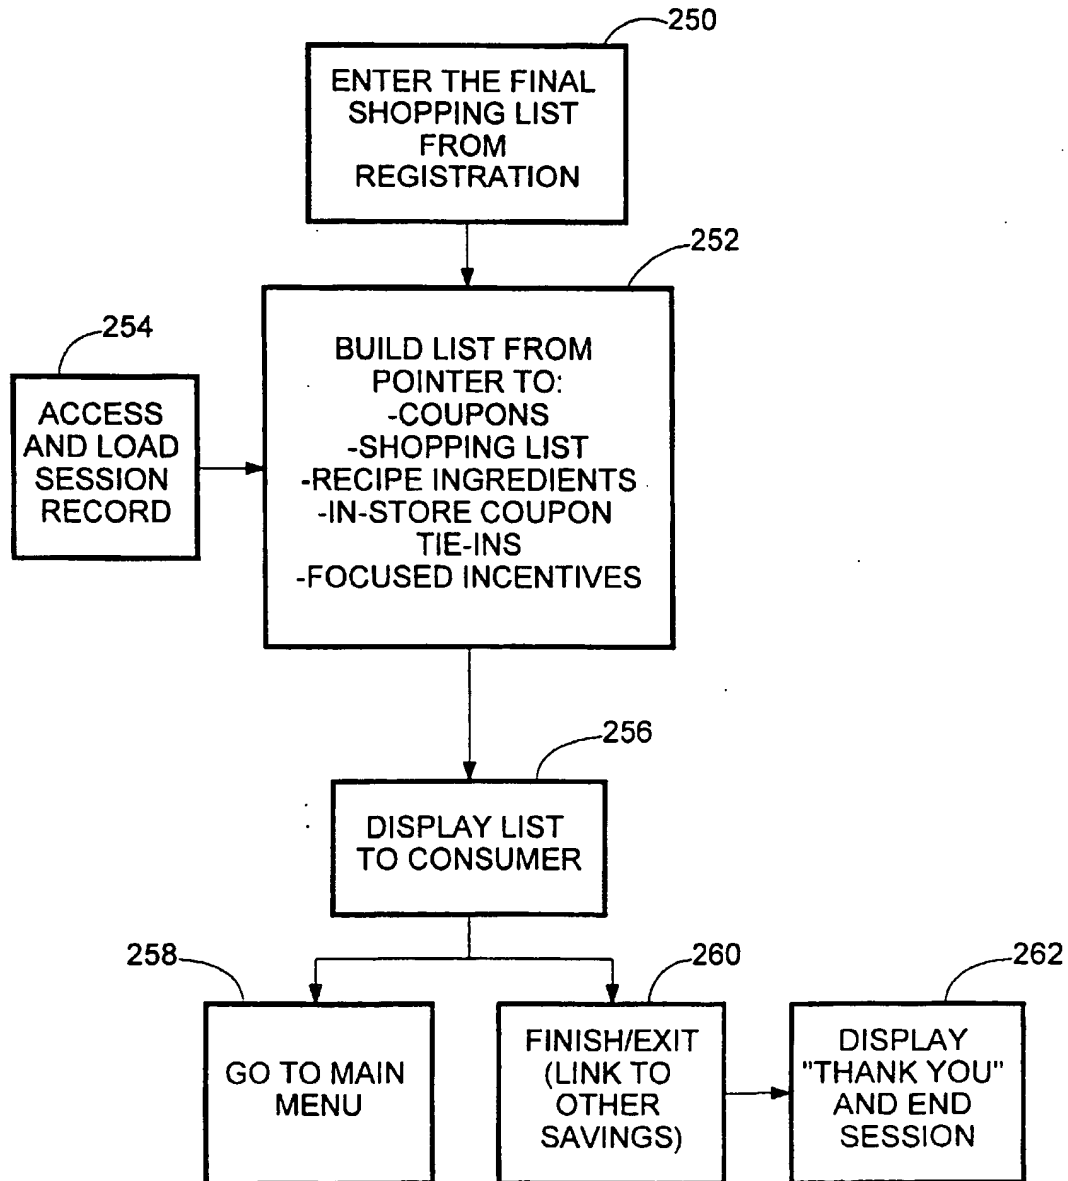 250
ENTER THE FINAL
SHOPPING LIST
FROM
REGISTRATION
252
BUILD LIST FROM
POINTER TO:
-COUPONS
-SHOPPING LIST
-RECIPE INGREDIENTS
-IN-STORE COUPON
TIE-INS
-FOCUSED INCENTIVES
254
ACCESS
AND LOAD
SESSION
RECORD
256
DISPLAY LIST
TO CONSUMER
258
GO TO MAIN
MENU
260
FINISH/EXIT
(LINK TO
OTHER
SAVINGS)
262
DISPLAY
"THANK YOU"
AND END
SESSION